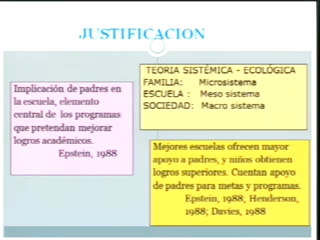 JUSTIFICACIÓN
Implicación de padres en
la escuela, elemento
central de los programas
que pretendan mejorar
logros académicos.
Epstein, 1988
TEORIA SISTÉMICA - ECOLÓGICA
FAMILIA: Microsistema
ESCUELA : Meso sistema
SOCIEDAD: Macro sistema
Mejores escuelas ofrecen mayor
apoyo a padres, y niños obtienen
logros superiores. Cuentan apoyo
de padres para metas y programas.
Epstein, 1988; Henderson,
1988; Davies, 1988